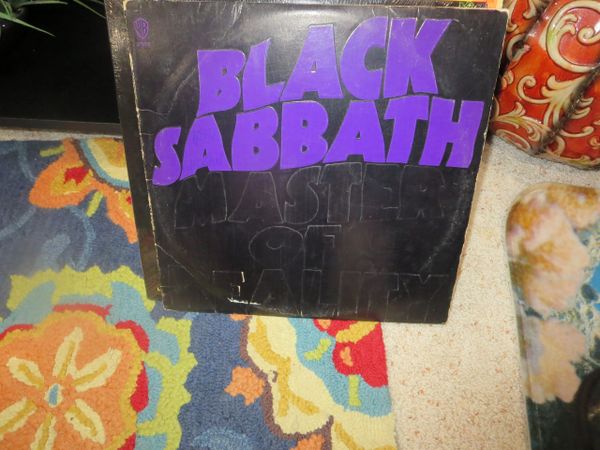 BLACK
SABBATH
MASTER
OF
REALITY